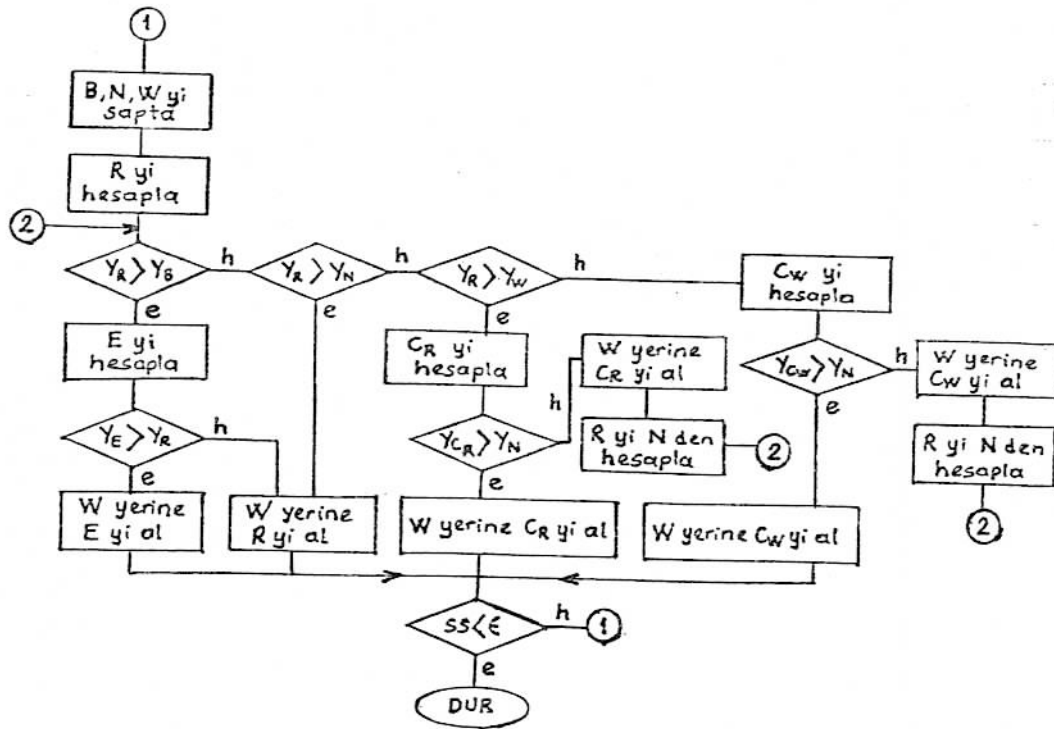 1
B, N, W yi
sapta
R yi
hesapla
2
Y_R > Y_B
h
Y_R > Y_N
h
Y_R > Y_W
h
C_W yi
hesapla
e
e
e
E yi
hesapla
C_R yi
hesapla
h
W yerine
C_R yi al
Y_CW > Y_N
h
W yerine
C_W yi al
e
Y_E > Y_R
h
Y_CR > Y_N
R yi N den
hesapla
2
R yi N den
hesapla
e
e
2
W yerine
E yi al
W yerine
R yi al
W yerine C_R yi al
W yerine C_W yi al
SS < Є
h
1
e
DUR